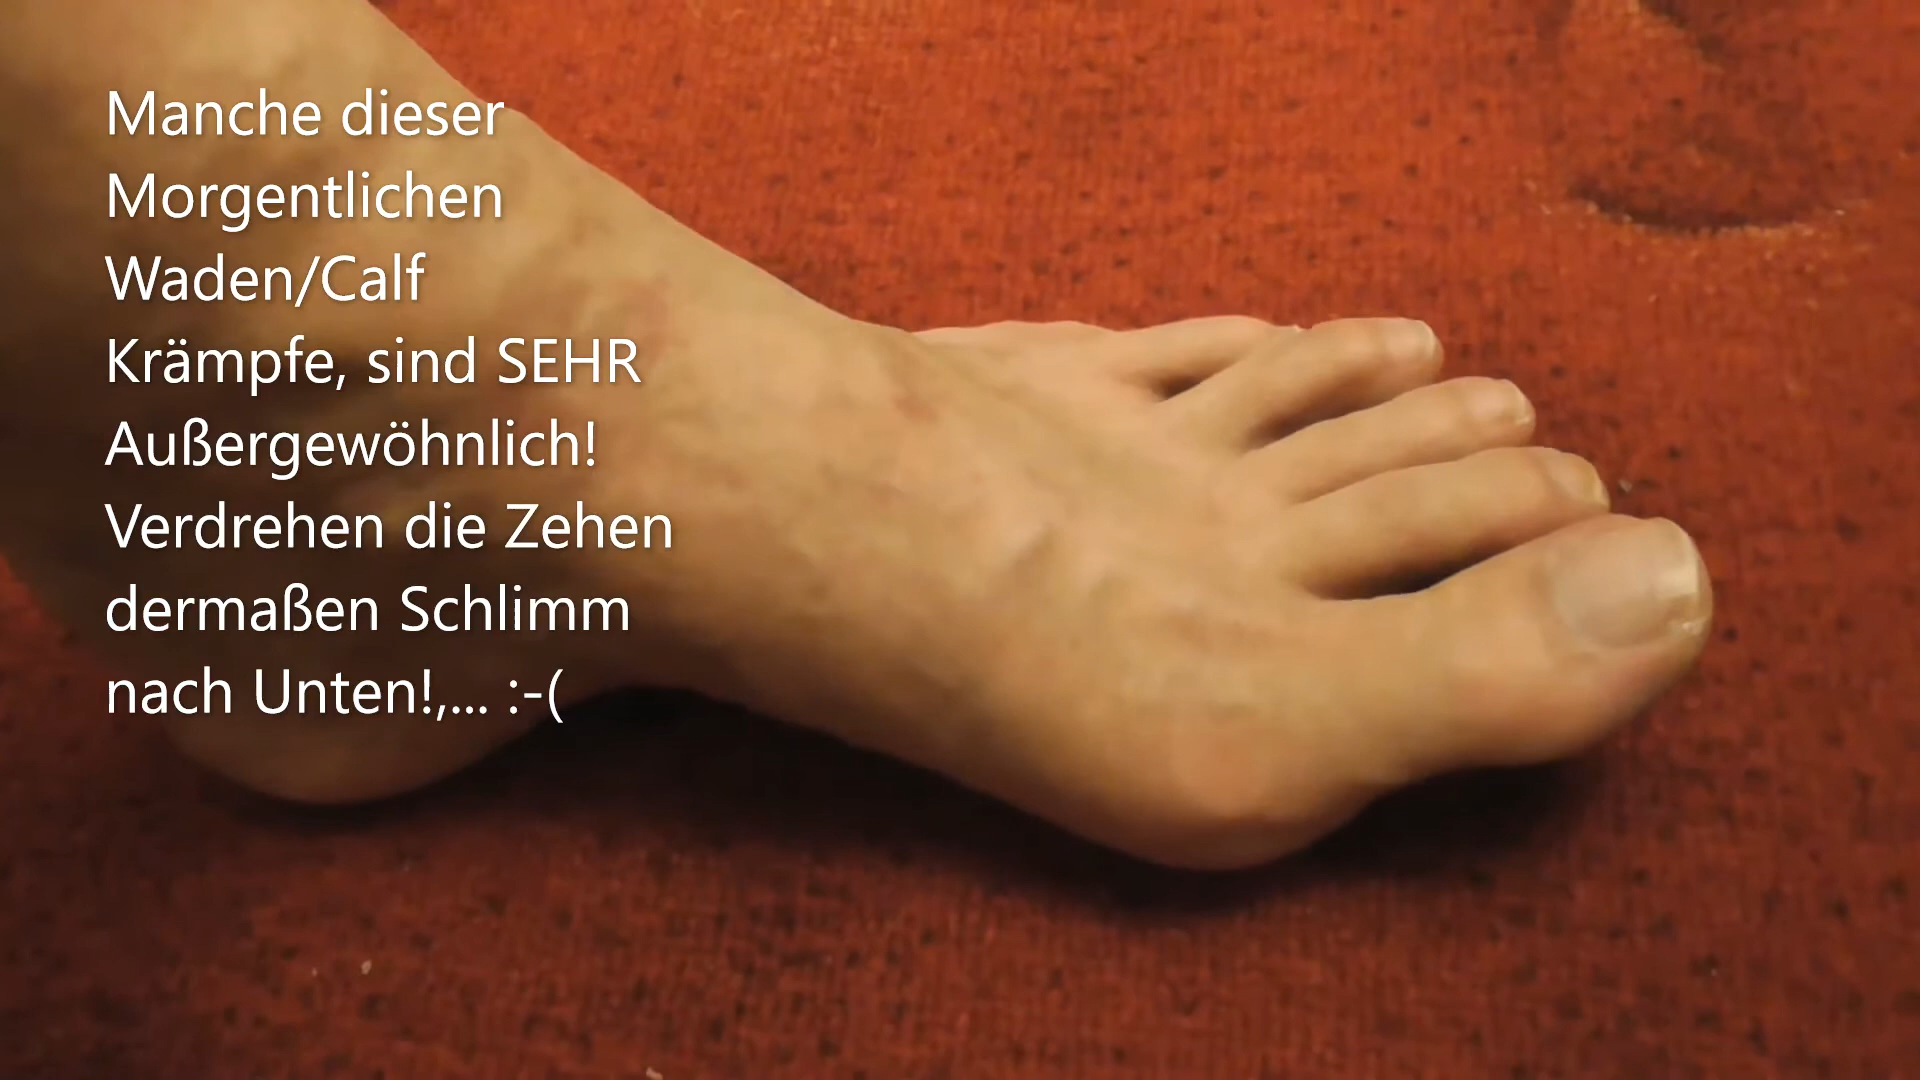 Manche dieser
Morgentlichen
Waden/Calf
Krämpfe, sind SEHR
Außergewöhnlich!
Verdrehen die Zehen
dermaßen Schlimm
nach Unten!,... :-(